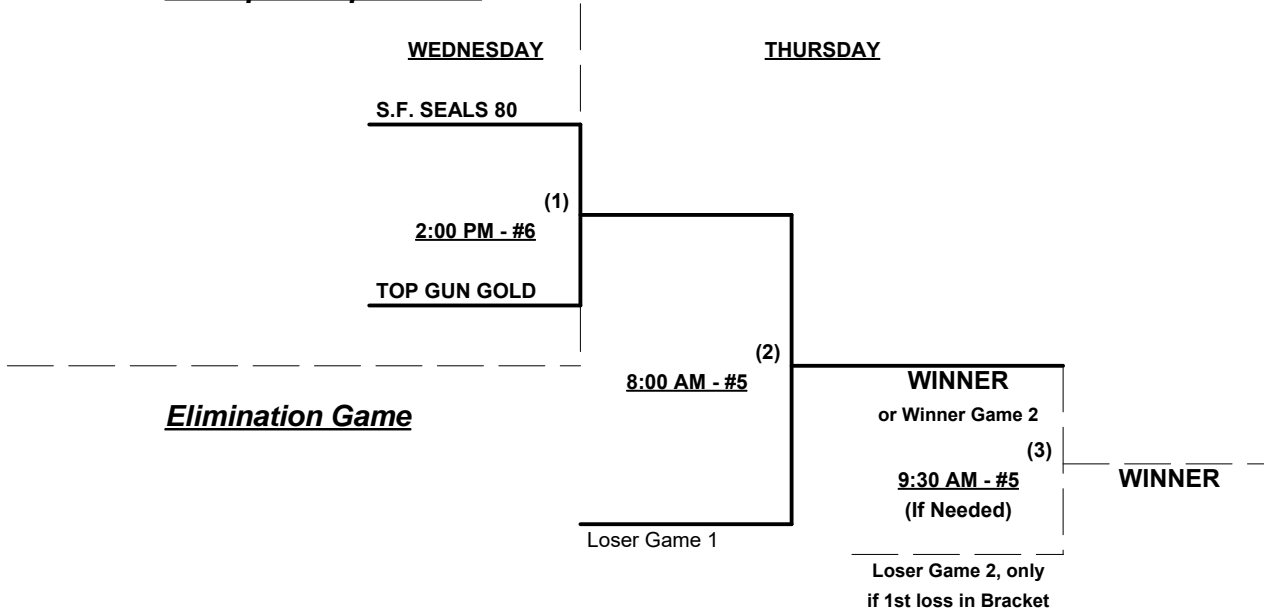 WEDNESDAY
THURSDAY
S.F. SEALS 80
(1)
2:00 PM - #6
TOP GUN GOLD
(2)
8:00 AM - #5
WINNER
or Winner Game 2
Elimination Game
(3)
9:30 AM - #5
(If Needed)
WINNER
Loser Game 1
Loser Game 2, only
if 1st loss in Bracket